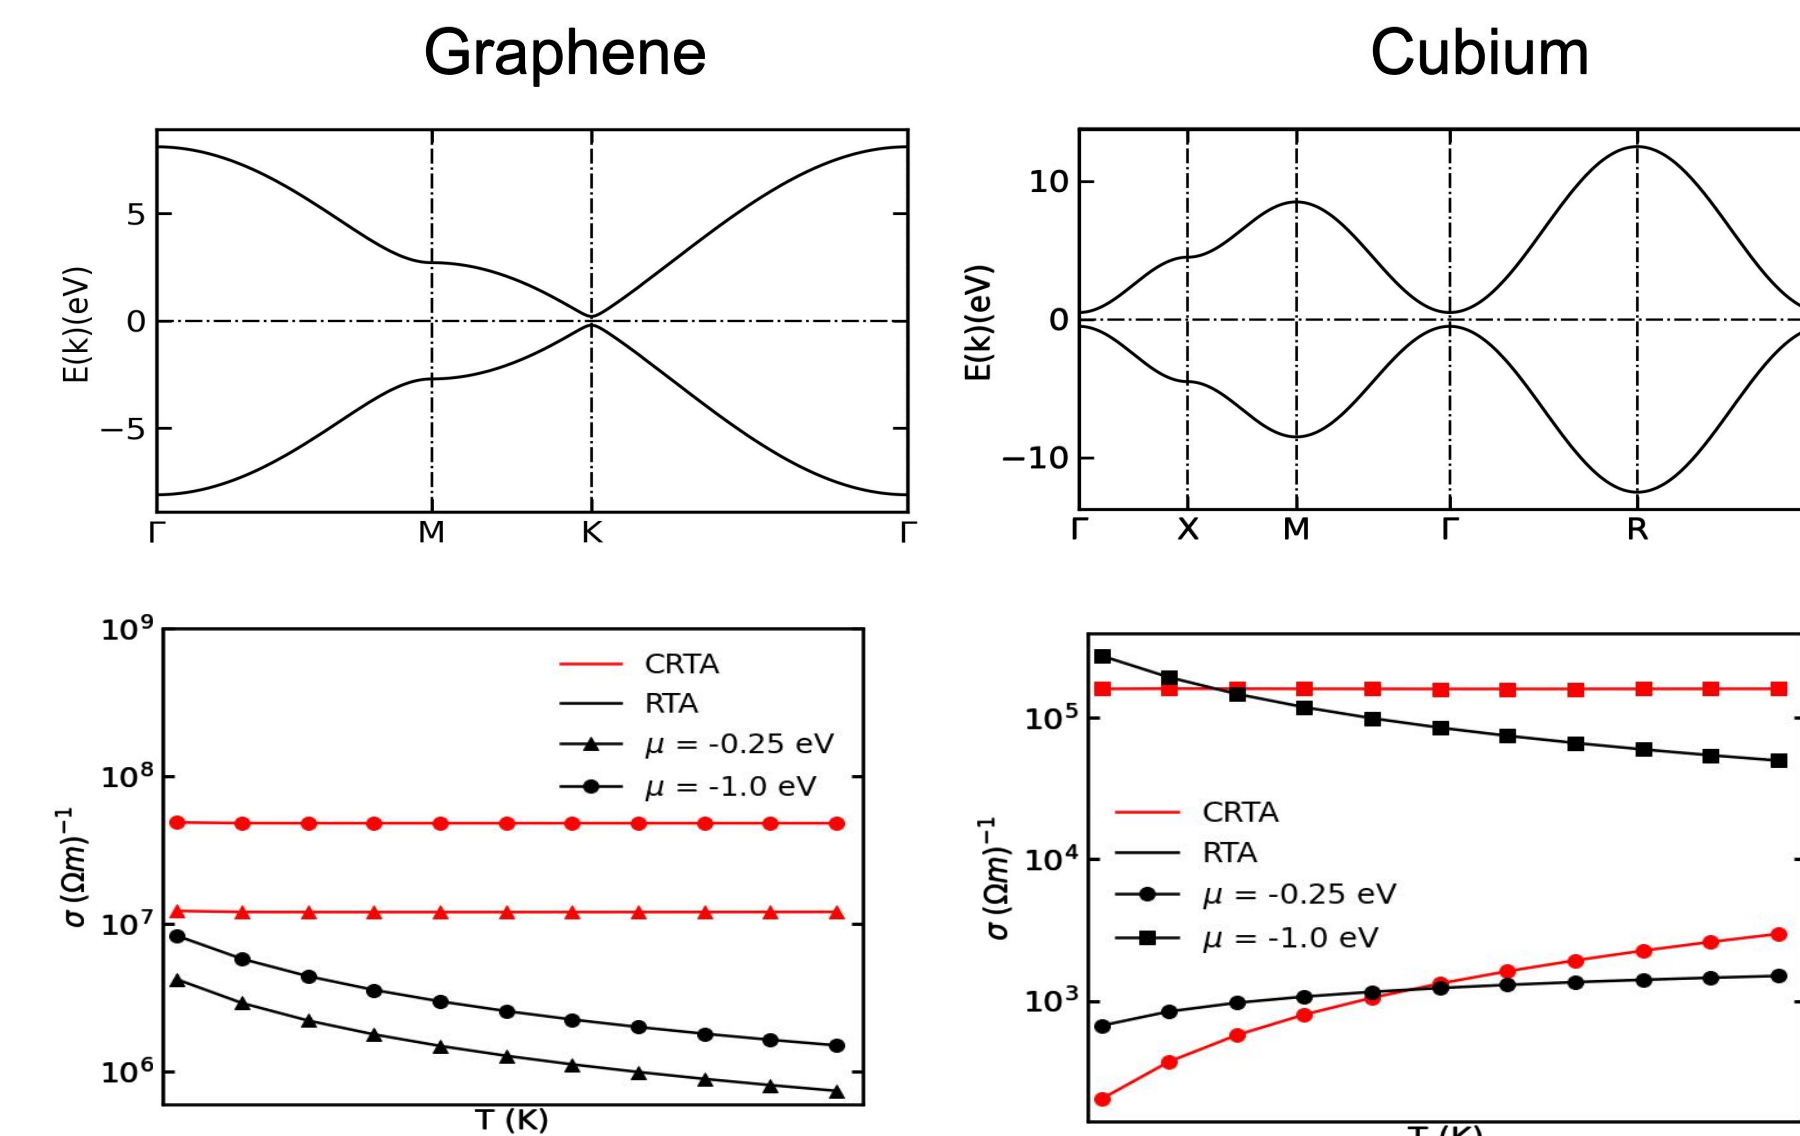 Graphene
Cubium
E(k)(eV)
5
0
−5
Γ M K Γ
E(k)(eV)
10
0
−10
Γ X M Γ R
σ (Ωm)⁻¹
10⁹
10⁸
10⁷
10⁶
CRTA
RTA
μ = -0.25 eV
μ = -1.0 eV
T (K)
σ (Ωm)⁻¹
10⁵
10⁴
10³
CRTA
RTA
μ = -0.25 eV
μ = -1.0 eV
T (K)